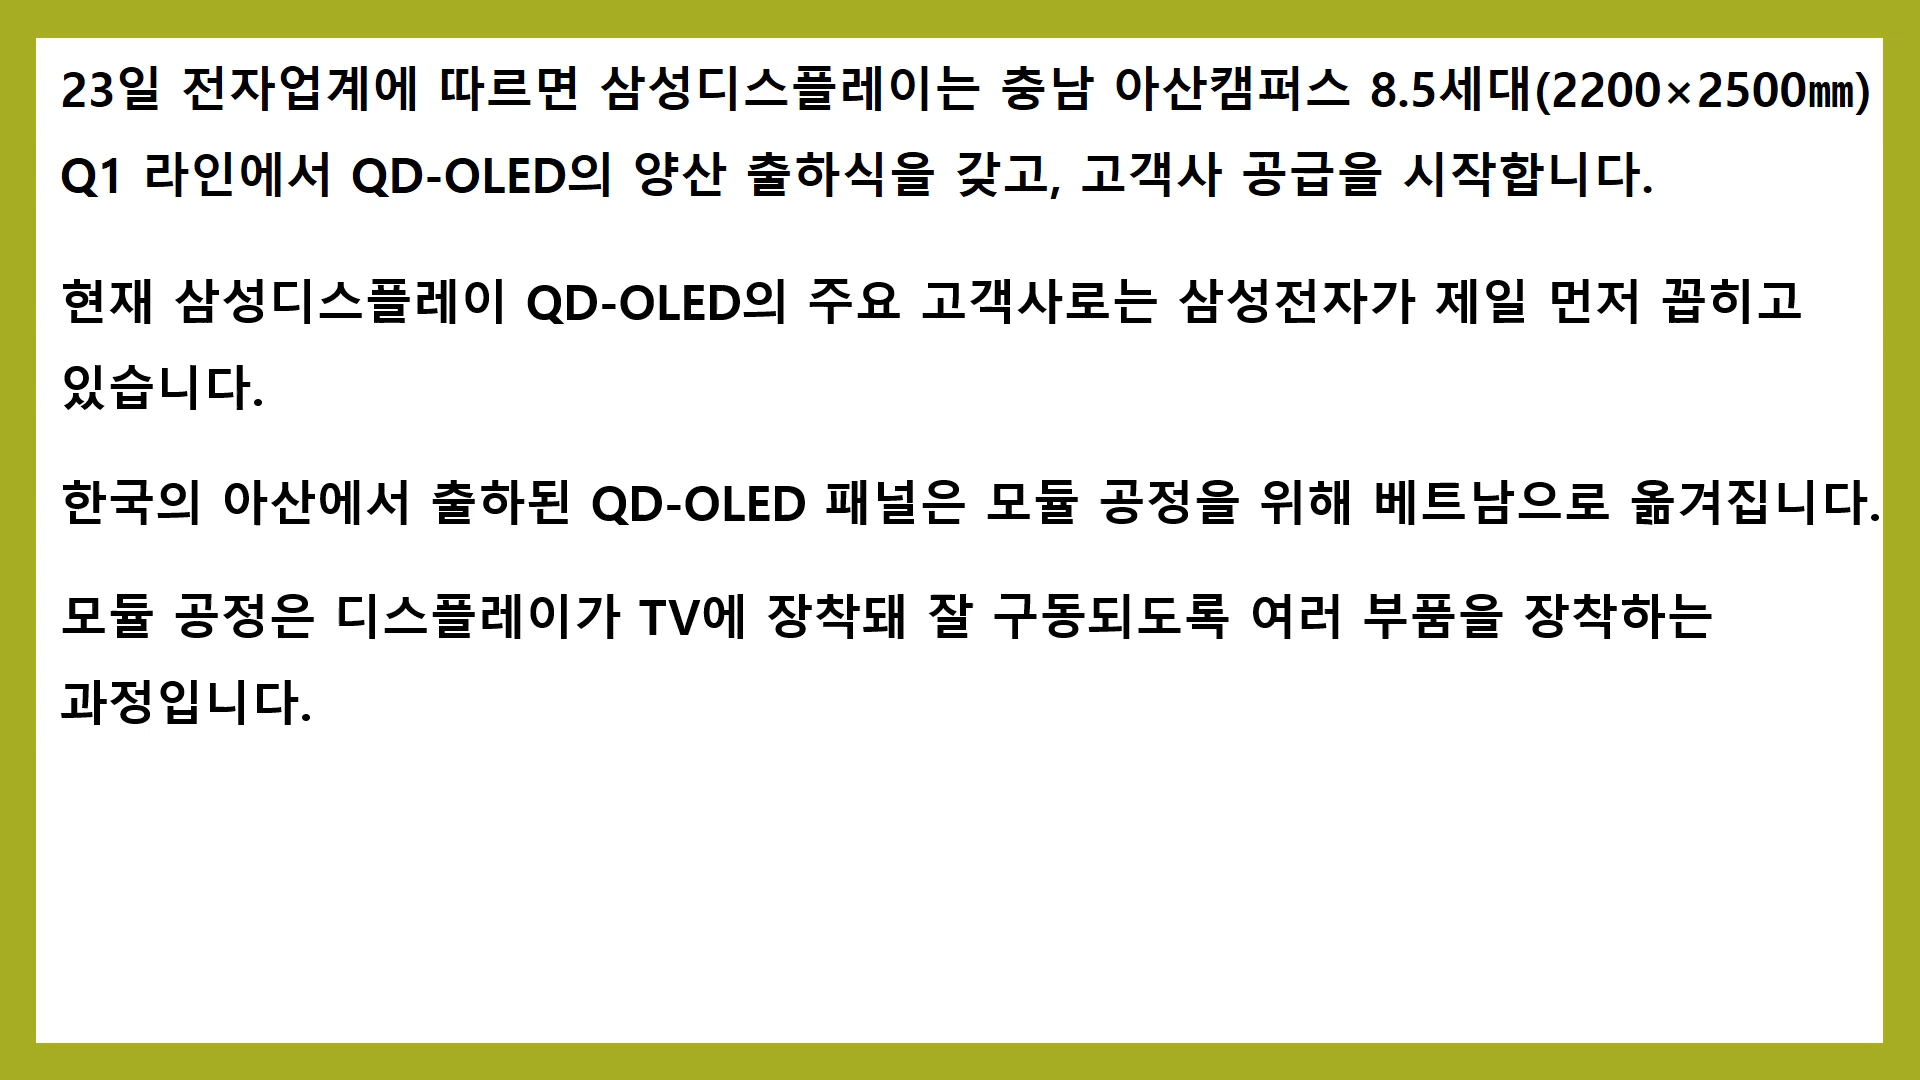 23일 전자업계에 따르면 삼성디스플레이는 충남 아산캠퍼스 8.5세대(2200×2500㎜)
Q1 라인에서 QD-OLED의 양산 출하식을 갖고, 고객사 공급을 시작합니다.
현재 삼성디스플레이 QD-OLED의 주요 고객사로는 삼성전자가 제일 먼저 꼽히고
있습니다.
한국의 아산에서 출하된 QD-OLED 패널은 모듈 공정을 위해 베트남으로 옮겨집니다.
모듈 공정은 디스플레이가 TV에 장착돼 잘 구동되도록 여러 부품을 장착하는
과정입니다.